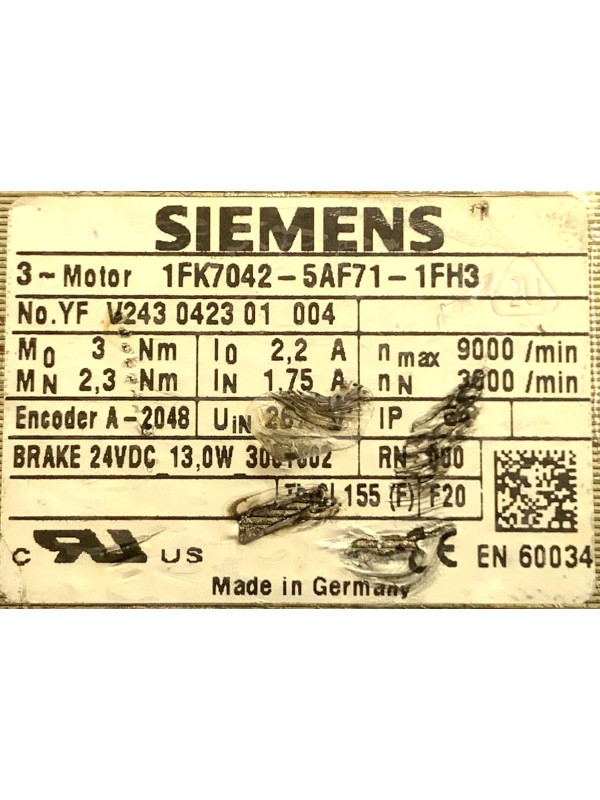 SIEMENS
3~Motor 1FK7042-5AF71-1FH3
No.YF V243 0423 01 004
M0 3 Nm I0 2,2 A nmax 9000 /min
MN 2,3 Nm IN 1,75 A nN /min
Encoder A-2048 UIN IP
BRAKE 24VDC 13,0W RN
155 (F) F20
C US CE EN 60034
Made in Germany